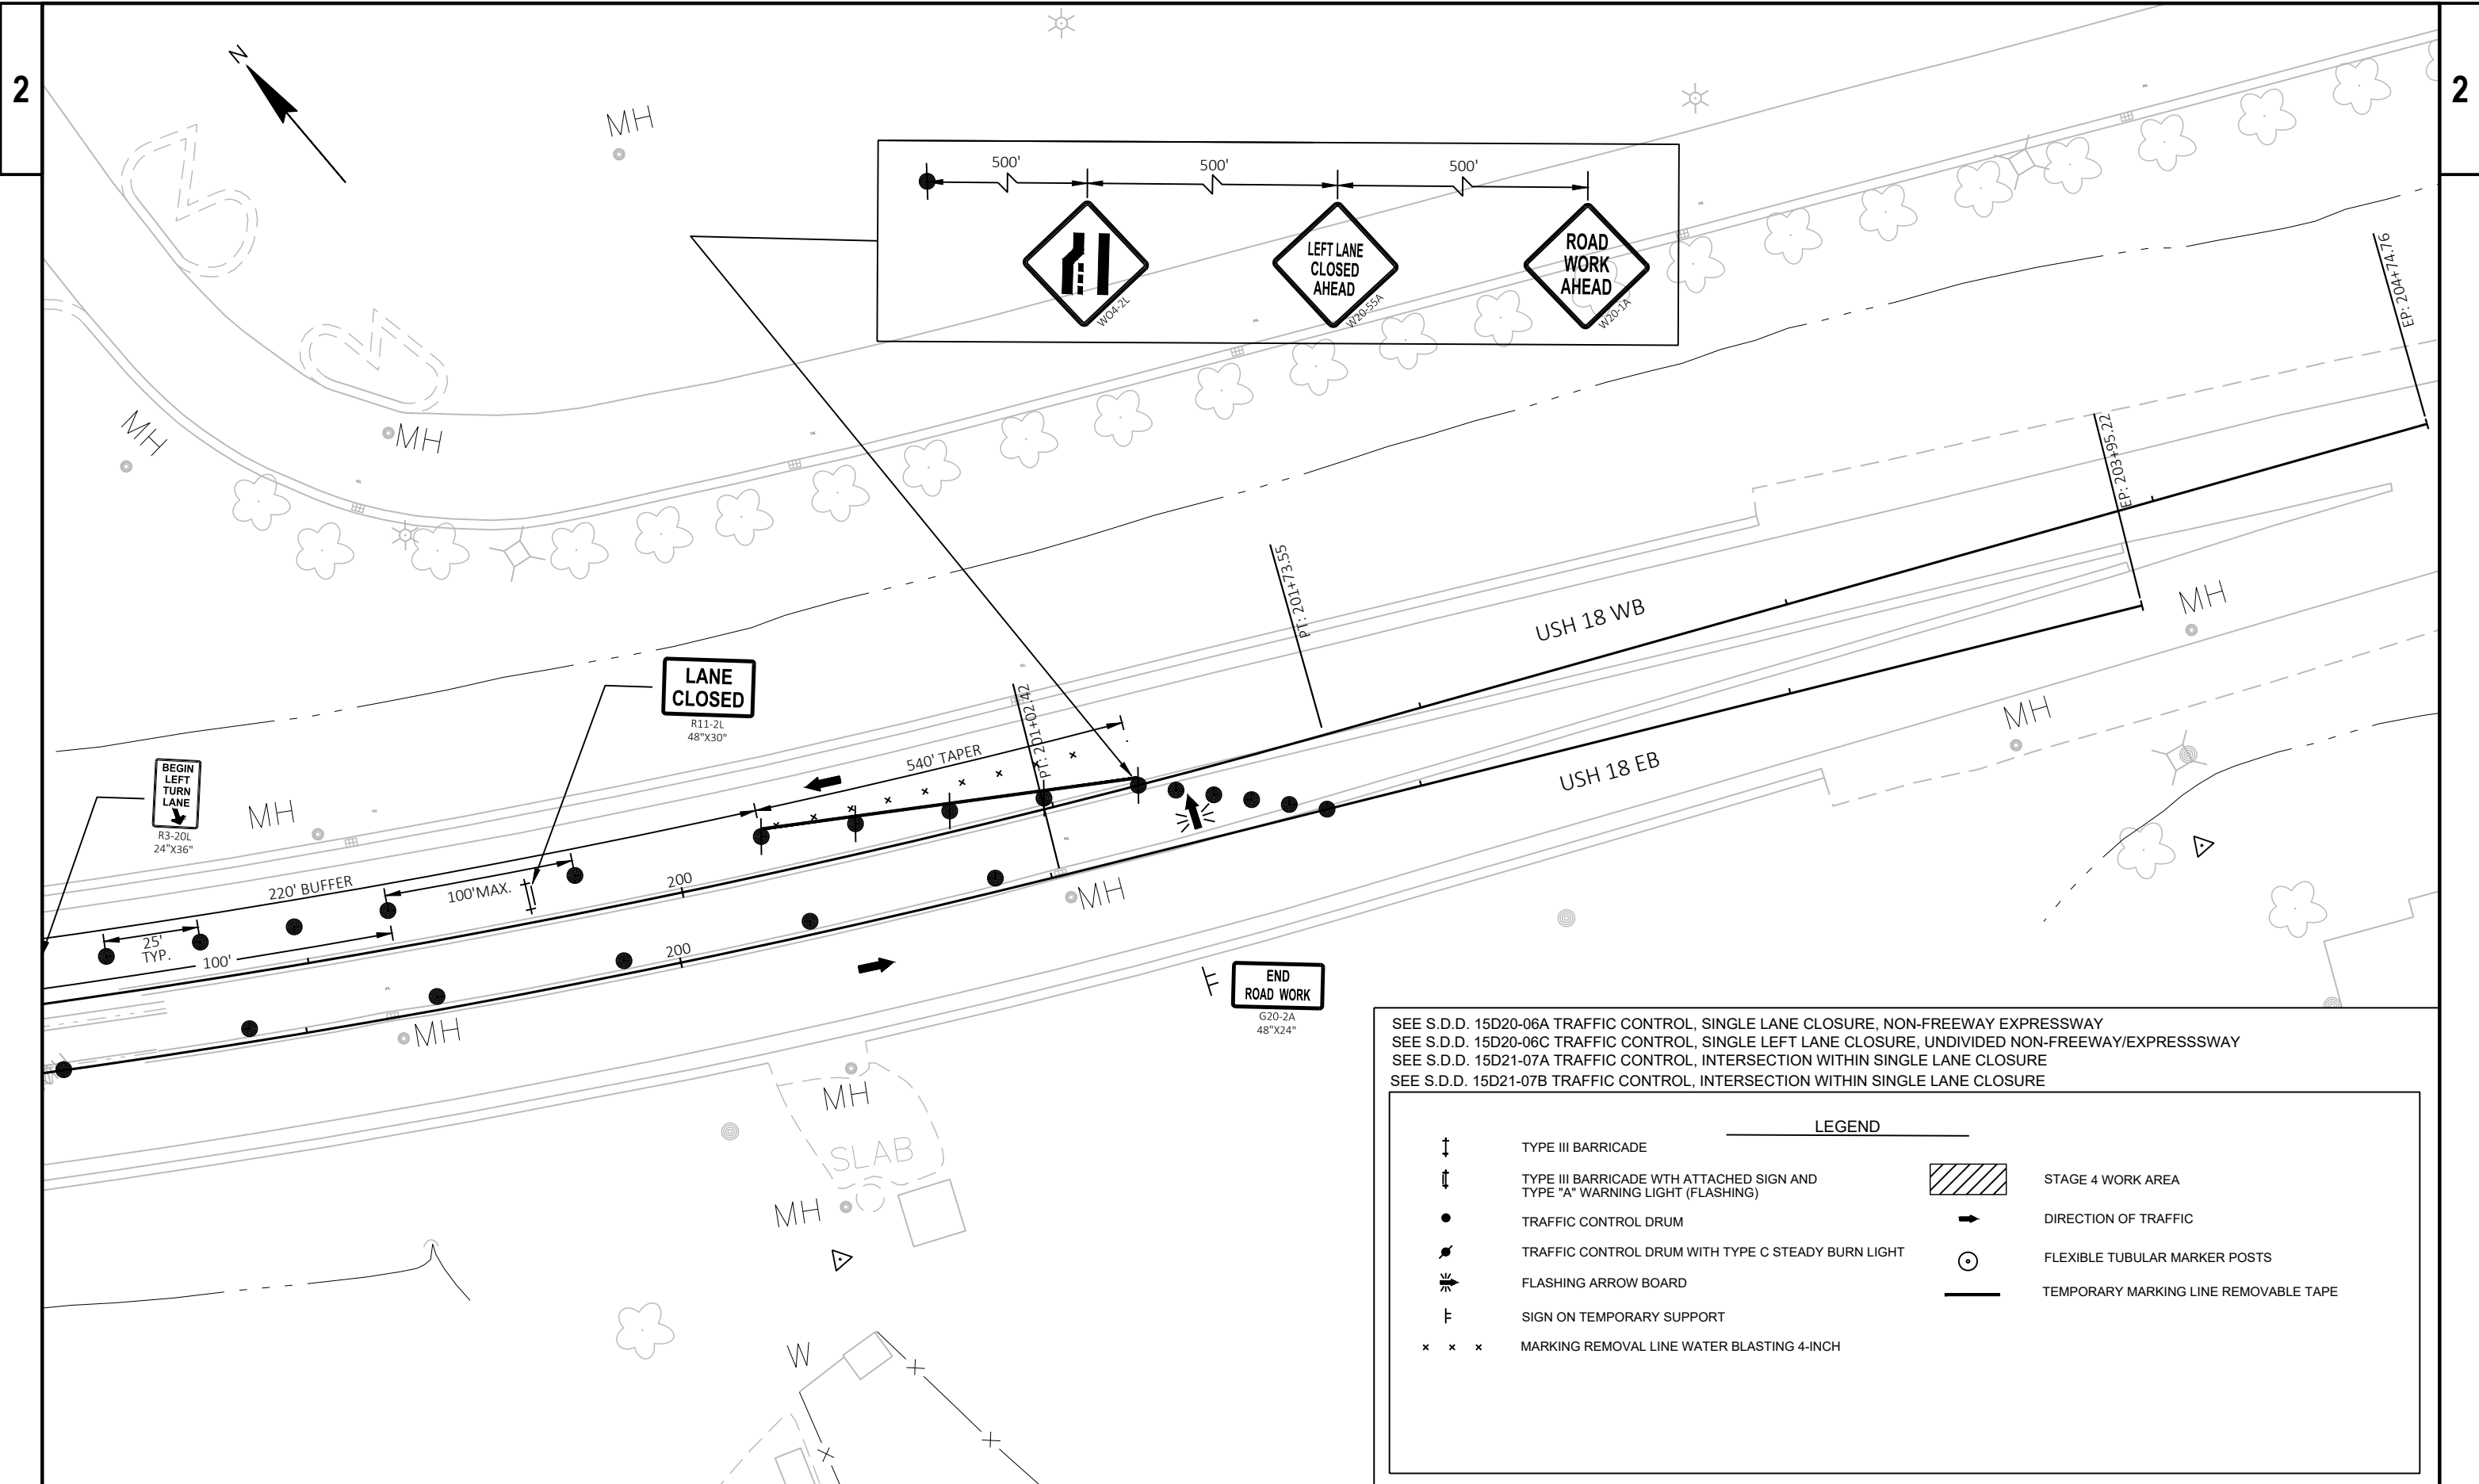 2
2
N
MH
500'
500'
500'
WO4-2L
LEFT LANE
CLOSED
AHEAD
W20-55A
ROAD
WORK
AHEAD
W20-1A
EP: 204+74.76
MH
MH
EP: 203+95.22
PT: 201+73.55
USH 18 WB
MH
LANE
CLOSED
R11-2L
48"X30"
PT: 201+02.42
540' TAPER
MH
USH 18 EB
BEGIN
LEFT
TURN
LANE
R3-20L
24"X36"
MH
220' BUFFER
100'MAX.
200
MH
25'
TYP.
100'
200
END
ROAD WORK
G20-2A
48"X24"
MH
MH
SLAB
MH
W
SEE S.D.D. 15D20-06A TRAFFIC CONTROL, SINGLE LANE CLOSURE, NON-FREEWAY EXPRESSWAY
SEE S.D.D. 15D20-06C TRAFFIC CONTROL, SINGLE LEFT LANE CLOSURE, UNDIVIDED NON-FREEWAY/EXPRESSSWAY
SEE S.D.D. 15D21-07A TRAFFIC CONTROL, INTERSECTION WITHIN SINGLE LANE CLOSURE
SEE S.D.D. 15D21-07B TRAFFIC CONTROL, INTERSECTION WITHIN SINGLE LANE CLOSURE
LEGEND
TYPE III BARRICADE
TYPE III BARRICADE WTH ATTACHED SIGN AND
TYPE "A" WARNING LIGHT (FLASHING)
TRAFFIC CONTROL DRUM
TRAFFIC CONTROL DRUM WITH TYPE C STEADY BURN LIGHT
FLASHING ARROW BOARD
SIGN ON TEMPORARY SUPPORT
MARKING REMOVAL LINE WATER BLASTING 4-INCH
STAGE 4 WORK AREA
DIRECTION OF TRAFFIC
FLEXIBLE TUBULAR MARKER POSTS
TEMPORARY MARKING LINE REMOVABLE TAPE